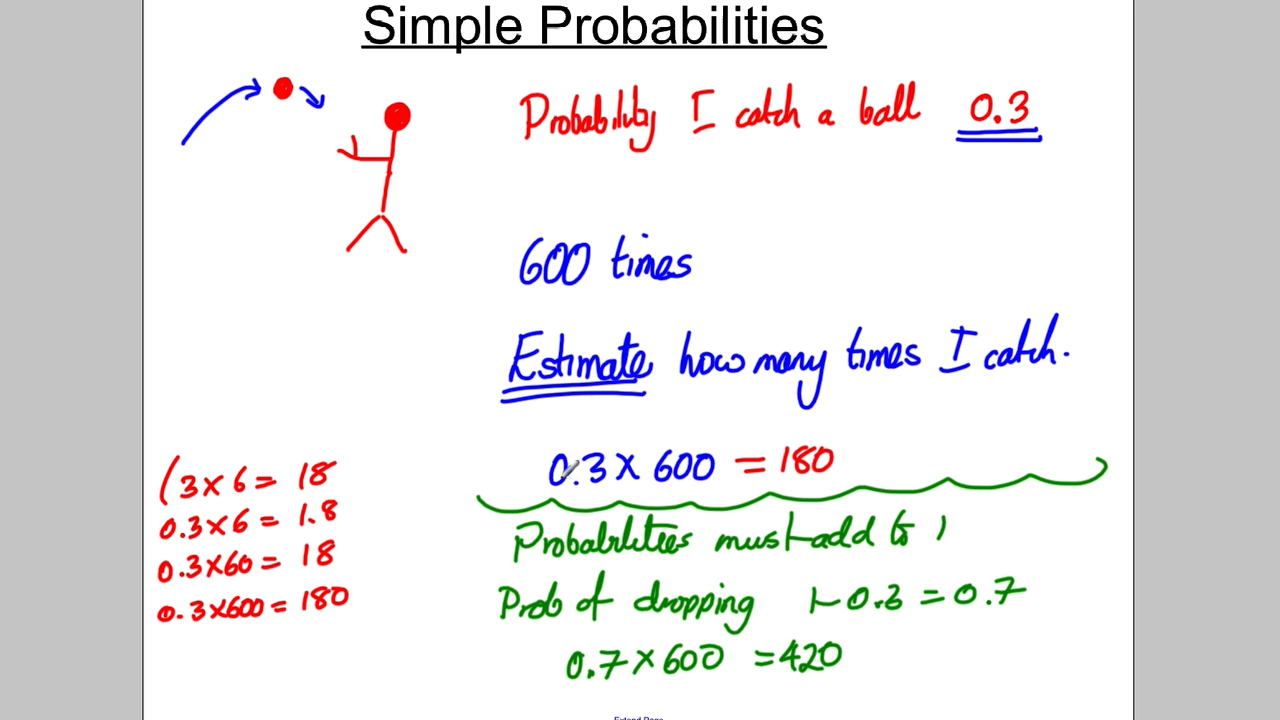 Simple Probabilities
Probability I catch a ball 0.3
600 times
Estimate how many times I catch.
0.3 x 600 = 180
(3 x 6 = 18
0.3 x 6 = 1.8
0.3 x 60 = 18
0.3 x 600 = 180
Probabilities must add to 1
Prob of dropping 1-0.3 = 0.7
0.7 x 600 = 420
Extend Page